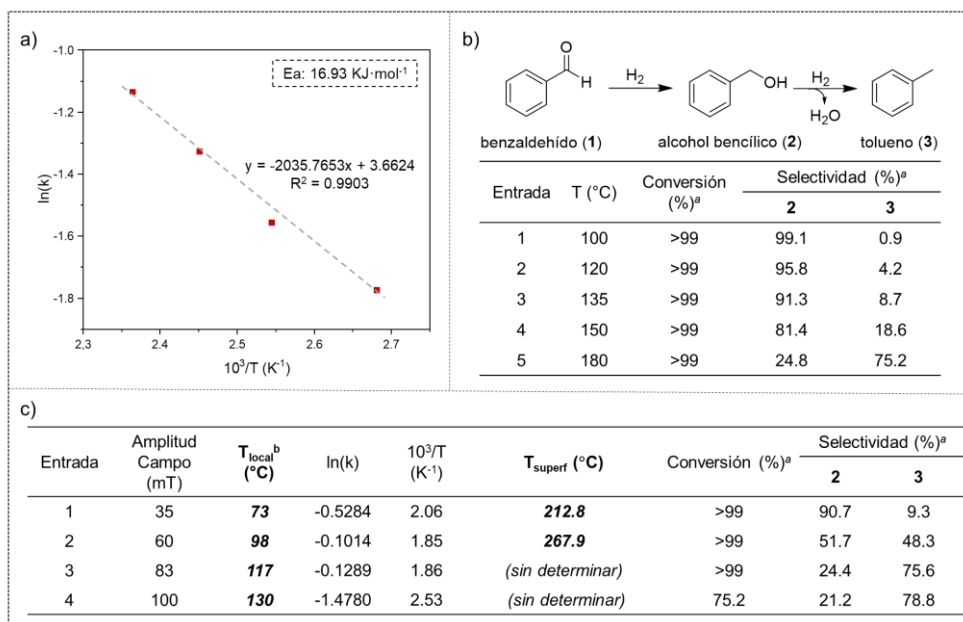 a)
Ea: 16.93 KJ·mol⁻¹
y = -2035.7653x + 3.6624
R² = 0.9903
ln(k)
-1.0
-1.2
-1.4
-1.6
-1.8
2,3 2.4 2.5 2.6 2.7
10³/T (K⁻¹)
b)
O
H
H₂
OH
H₂
H₂O
benzaldehído (1) alcohol bencílico (2) tolueno (3)
Entrada T (°C) Conversión (%)ᵃ Selectividad (%)ᵃ
2 3
1 100 >99 99.1 0.9
2 120 >99 95.8 4.2
3 135 >99 91.3 8.7
4 150 >99 81.4 18.6
5 180 >99 24.8 75.2
c)
Entrada Amplitud Campo (mT) T_localᵇ (°C) ln(k) 10³/T (K⁻¹) T_superf (°C) Conversión (%)ᵃ Selectividad (%)ᵃ
2 3
1 35 73 -0.5284 2.06 212.8 >99 90.7 9.3
2 60 98 -0.1014 1.85 267.9 >99 51.7 48.3
3 83 117 -0.1289 1.86 (sin determinar) >99 24.4 75.6
4 100 130 -1.4780 2.53 (sin determinar) 75.2 21.2 78.8